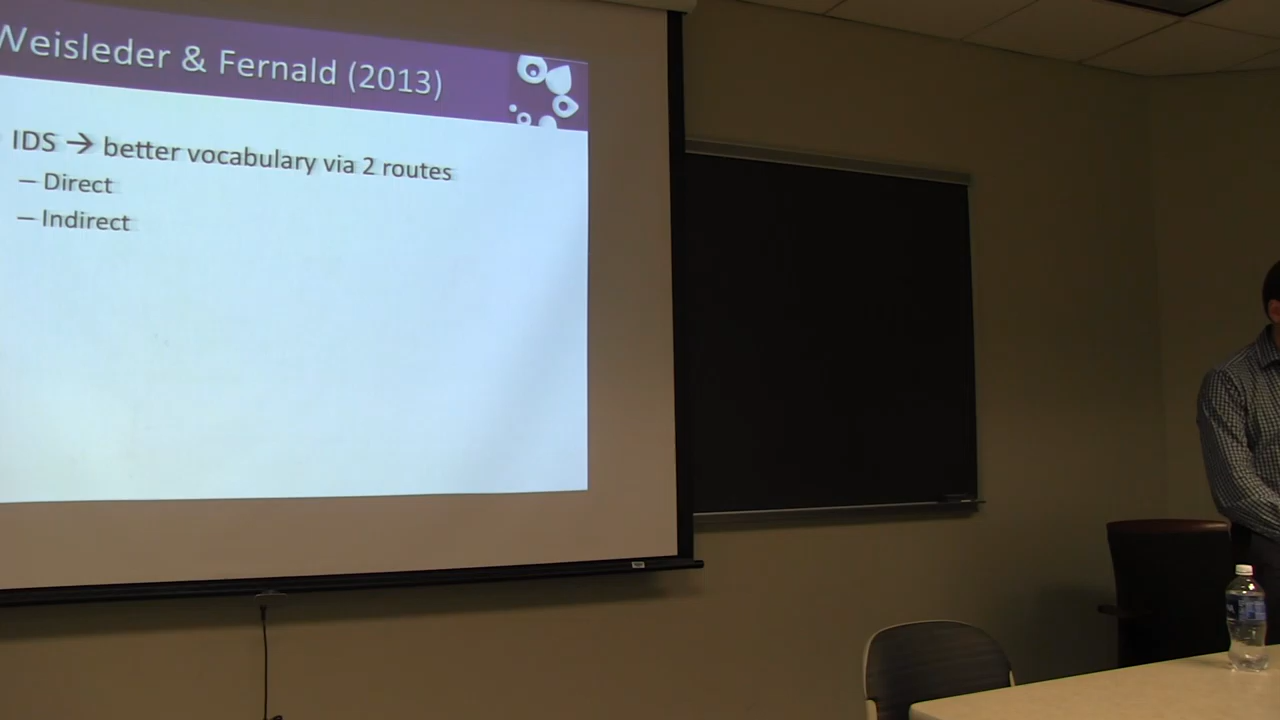 Weisleder & Fernald (2013)
IDS → better vocabulary via 2 routes
– Direct
– Indirect